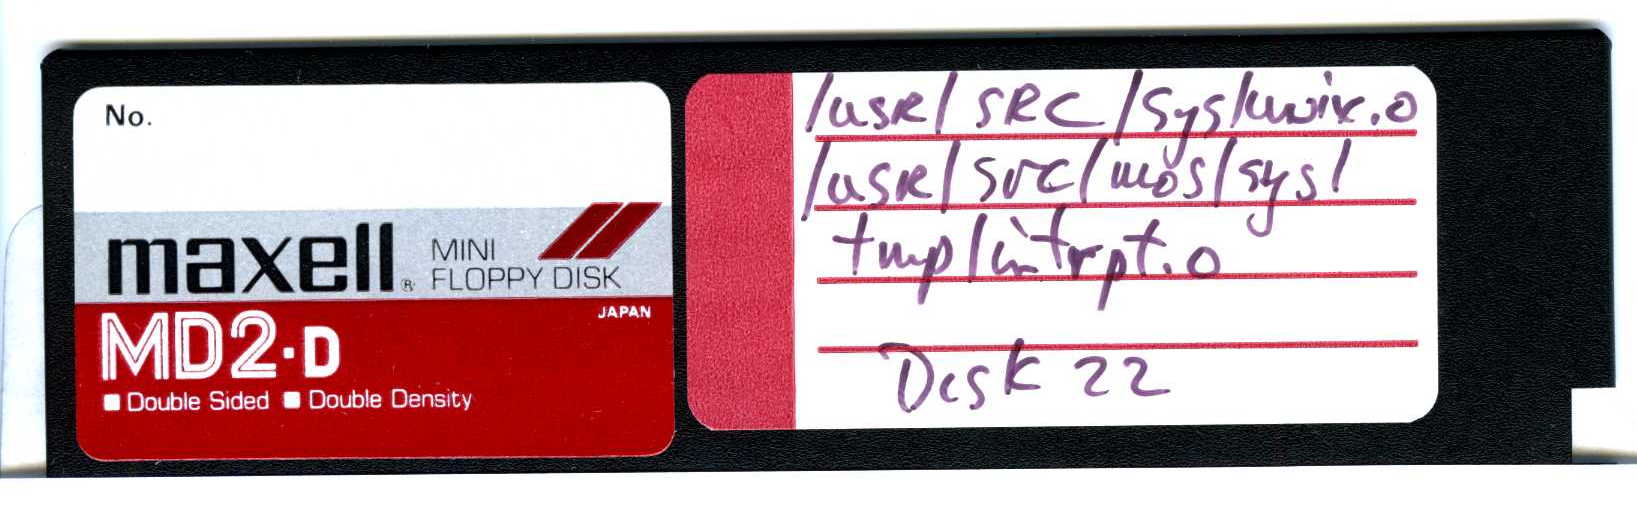 No.
maxell®
MINI
FLOPPY DISK
JAPAN
MD2-D
Double Sided Double Density
/usR/ SRC /sys/unix.o
/usR/ src/mos/sys/
tmp/intrpt.o
Disk 22